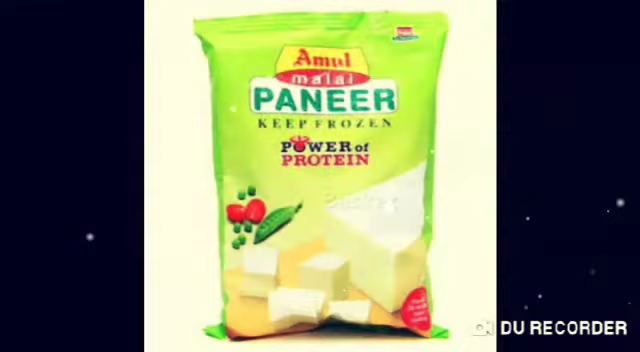 Amul
malai
PANEER
KEEP FROZEN
POWER of
PROTEIN
DU RECORDER